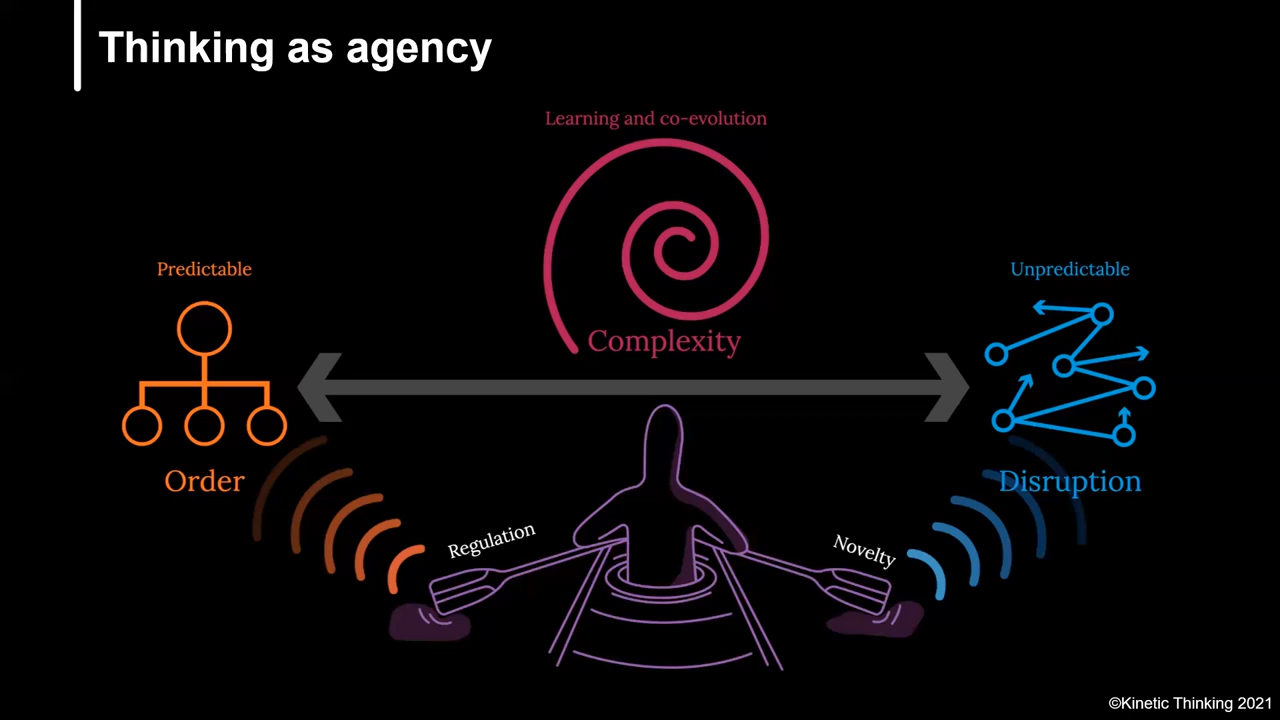 Thinking as agency
Learning and co-evolution
Predictable
Unpredictable
Complexity
Order
Disruption
Regulation
Novelty
©Kinetic Thinking 2021